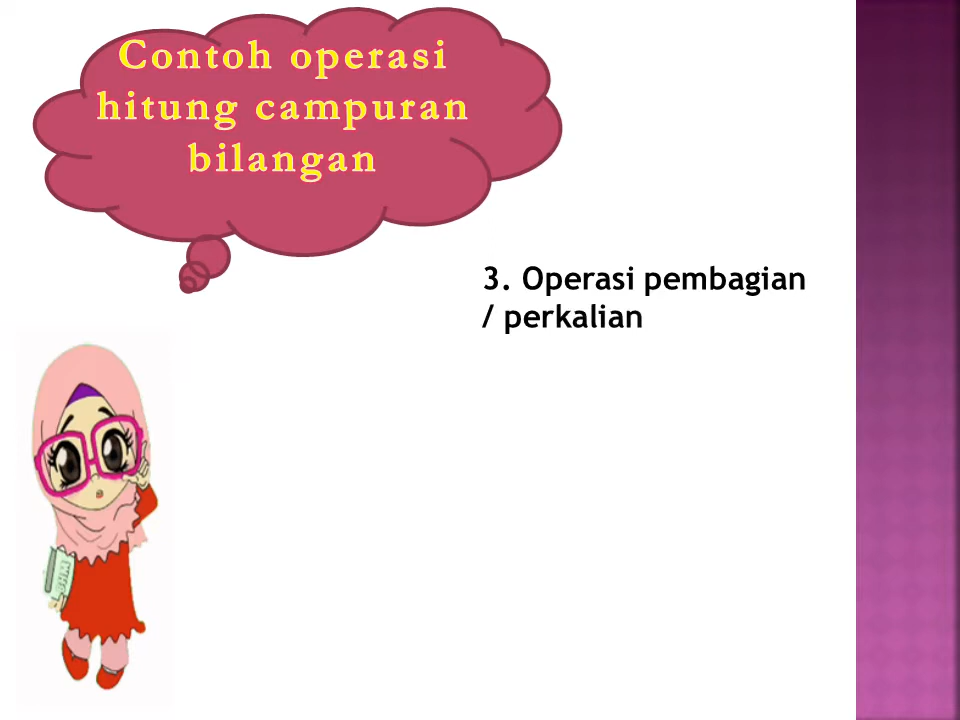 Contoh operasi
hitung campuran
bilangan
3. Operasi pembagian
/ perkalian